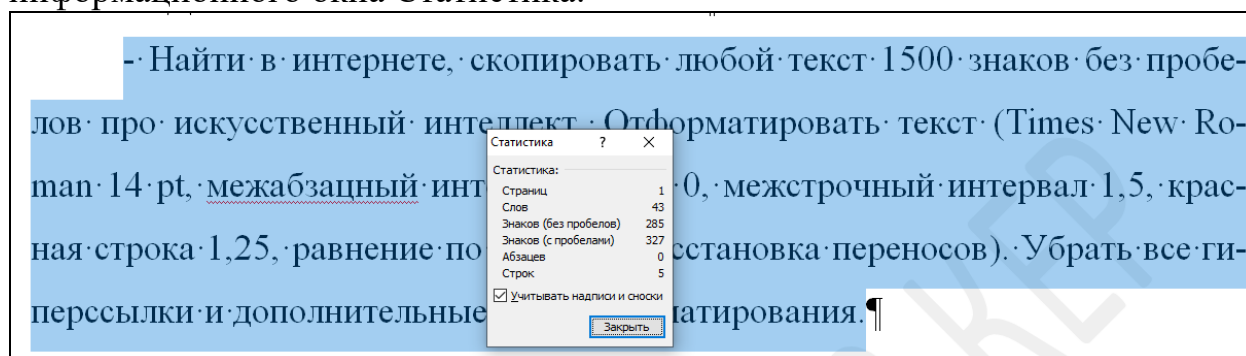 информационного окна Статистика.
- Найти в интернете, скопировать любой текст 1500 знаков без пробе-
лов про искусственный интеллект. Отформатировать текст (Times New Ro-
man 14 pt, межабзацный инт 0, межстрочный интервал 1,5, крас-
ная строка 1,25, равнение по сстановка переносов). Убрать все ги-
перссылки и дополнительные матирования.
Статистика ? ×
Статистика:
Страниц 1
Слов 43
Знаков (без пробелов) 285
Знаков (с пробелами) 327
Абзацев 0
Строк 5
Учитывать надписи и сноски
Закрыть
КЕР